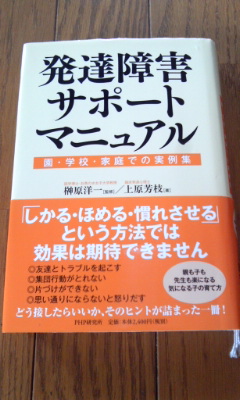 発達障害
サポート
マニュアル
園・学校・家庭での実例集
榊原洋一[監修]／上原芳枝[著]
「しかる・ほめる・慣れさせる」
という方法では
効果は期待できません
◎友達とトラブルを起こす
◎集団行動がとれない
◎片づけができない
◎思い通りにならないと怒りだす
親も子も
先生も楽になる
気になる子の育て方
どう接したらいいか、そのヒントが詰まった一冊!
PHP研究所